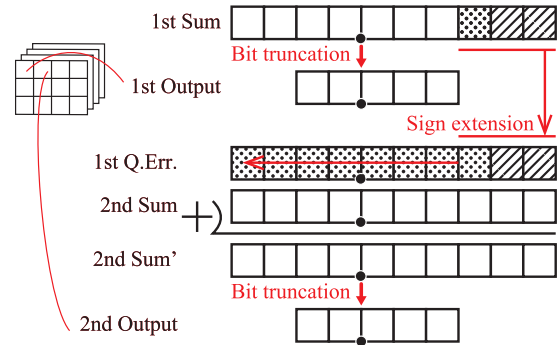 1st Sum
Bit truncation
1st Output
Sign extension
1st Q.Err.
2nd Sum
+
2nd Sum’
Bit truncation
2nd Output